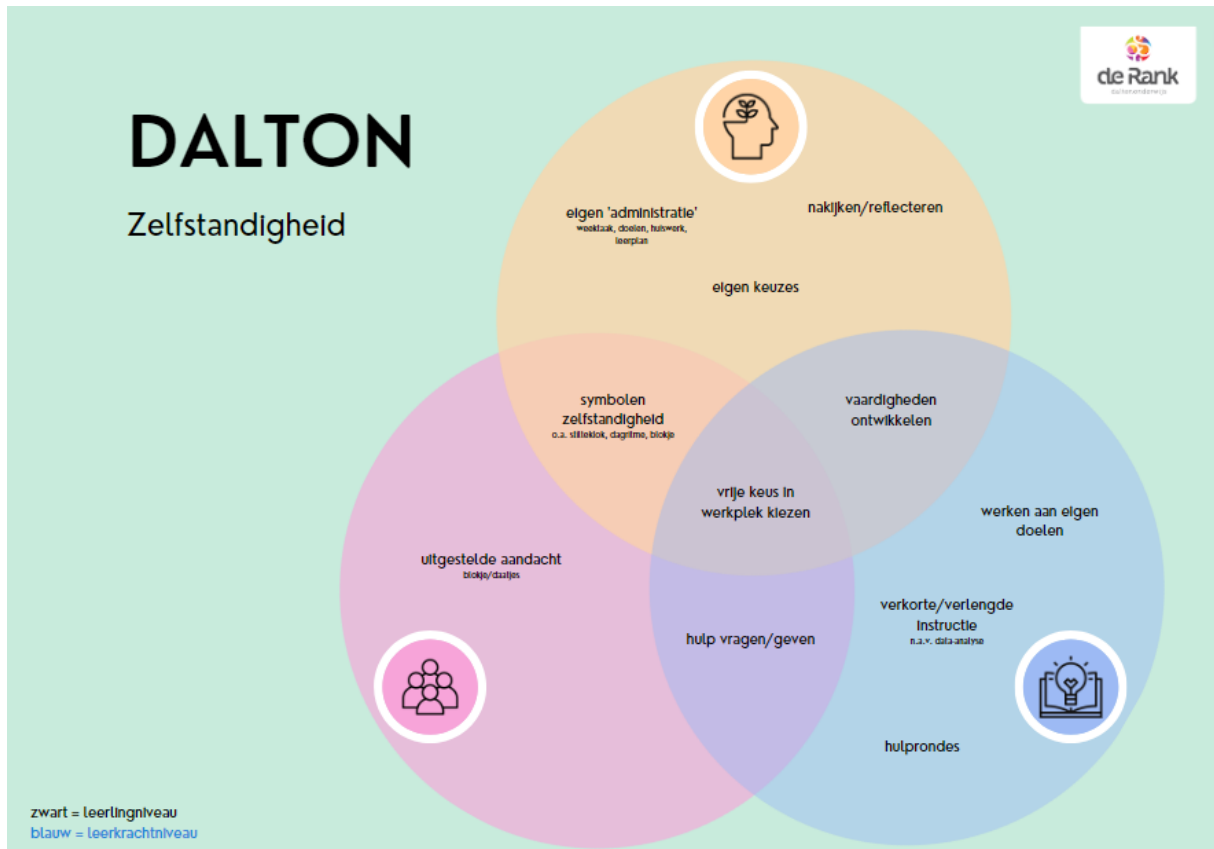 DALTON
Zelfstandigheid
de Rank
daltononderwijs
eigen 'administratie'
weektaak, doelen, huiswerk,
leerplan
nakijken/reflecteren
eigen keuzes
symbolen
zelfstandigheid
o.a. stilteklok, dagritme, blokje
vaardigheden
ontwikkelen
vrije keus in
werkplek kiezen
werken aan eigen
doelen
uitgestelde aandacht
blokje/daaltjes
verkorte/verlengde
instructie
n.a.v. data-analyse
hulp vragen/geven
hulprondes
zwart = leerlingniveau
blauw = leerkrachtniveau